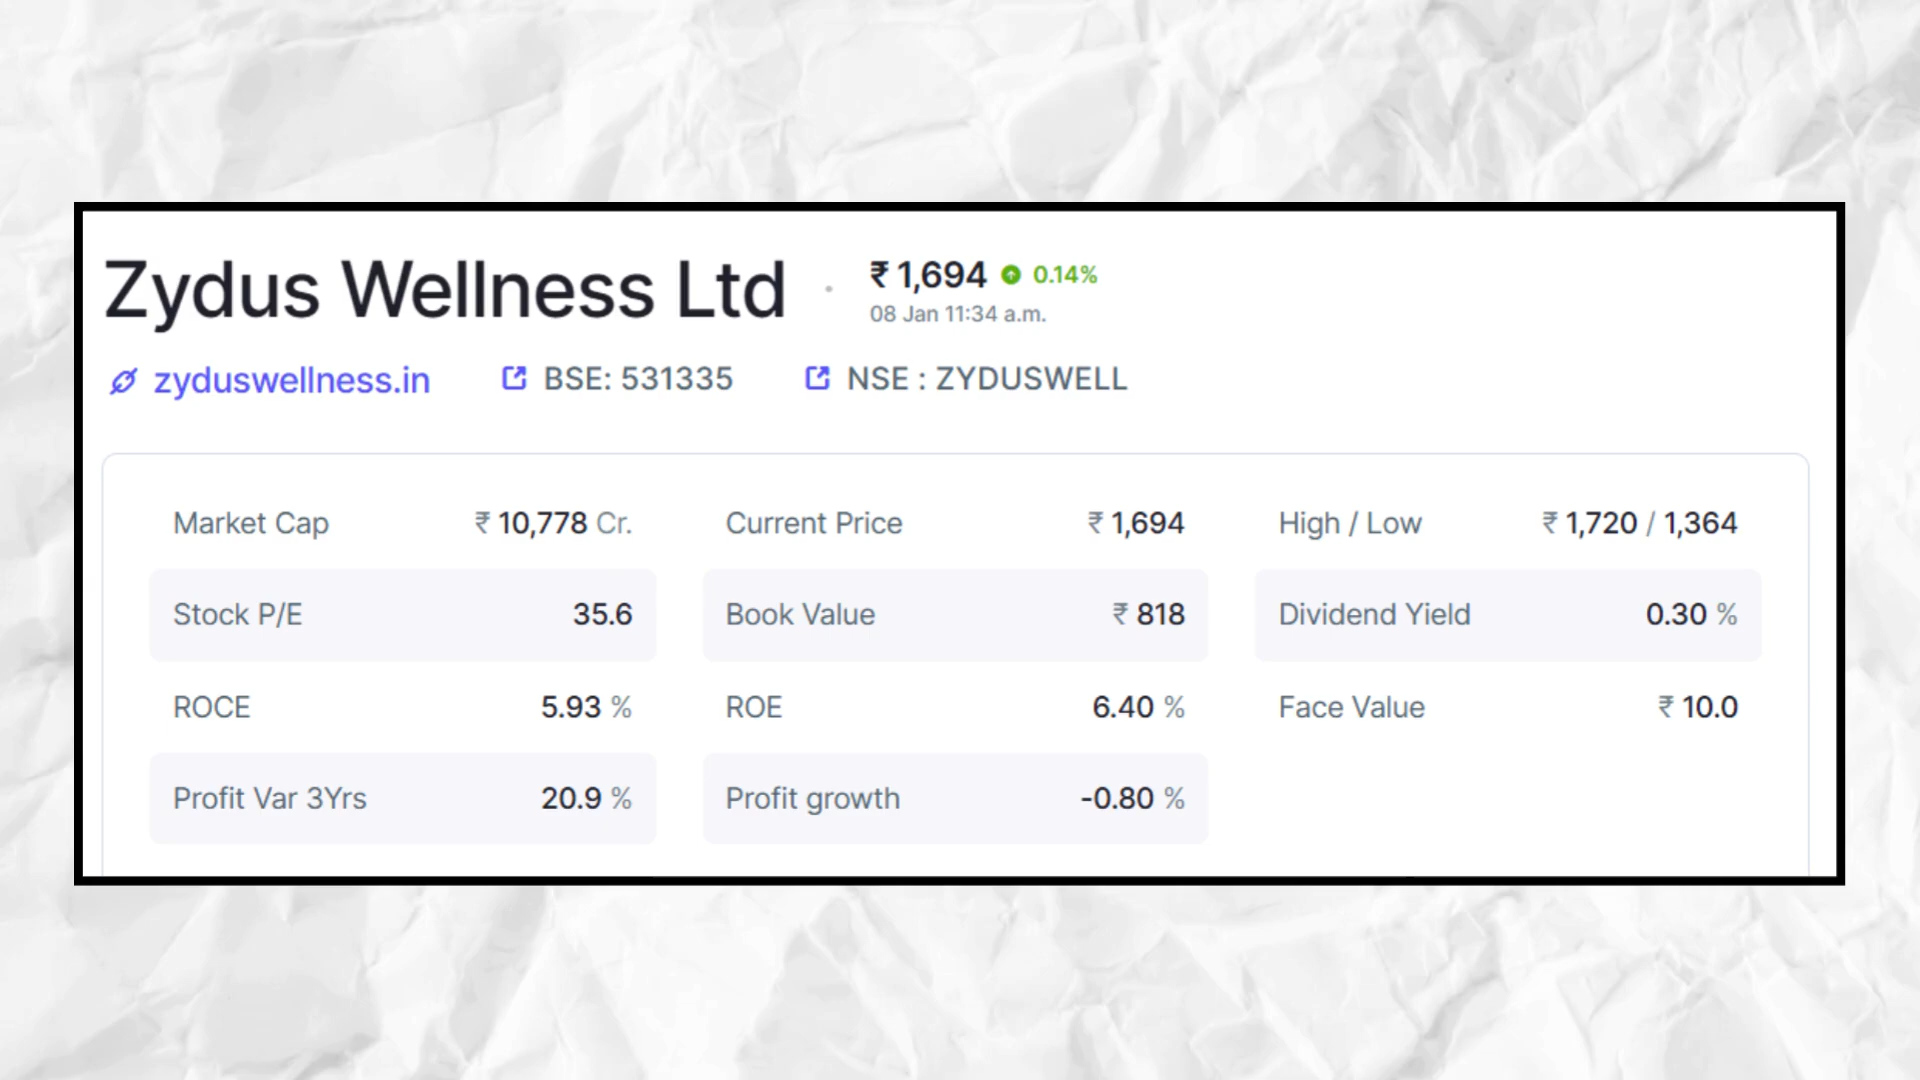 Zydus Wellness Ltd
₹ 1,694 0.14%
08 Jan 11:34 a.m.
zyduswellness.in BSE: 531335 NSE : ZYDUSWELL
Market Cap ₹ 10,778 Cr. Current Price ₹ 1,694 High / Low ₹ 1,720 / 1,364
Stock P/E 35.6 Book Value ₹ 818 Dividend Yield 0.30 %
ROCE 5.93 % ROE 6.40 % Face Value ₹ 10.0
Profit Var 3Yrs 20.9 % Profit growth -0.80 %